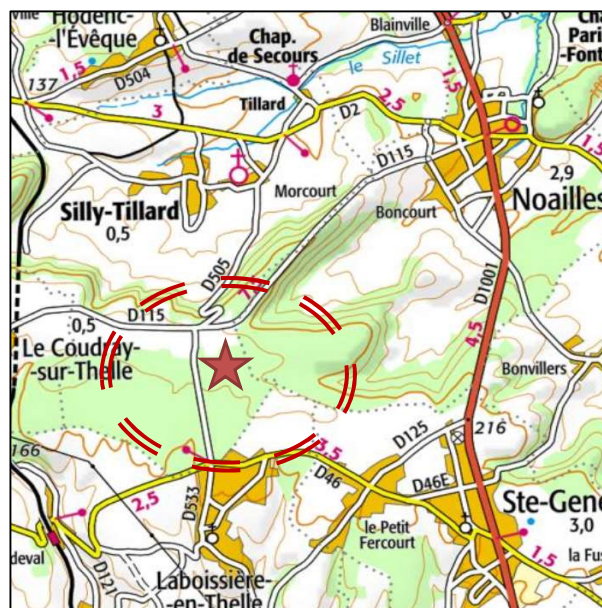 Hodenc-
-l'Évêque
Blainville
Chap.
de Secours
le Sillet
1,5
D504
137
1,5
Tillard
2,5
D2
3
1,5
D115
2,9
Morcourt
Silly-Tillard
0,5
Boncourt
Noailles
D505
D1001
4,5
D115
0,5
Le Coudray-
-sur-Thelle
Bonvillers
D125
216
166
3,5
D46
D46E
2,5
D533
le Petit
Fercourt
Ste-Gene
3,0
deval
D121
la Fus
1,5
Laboissière-
-en-Thelle